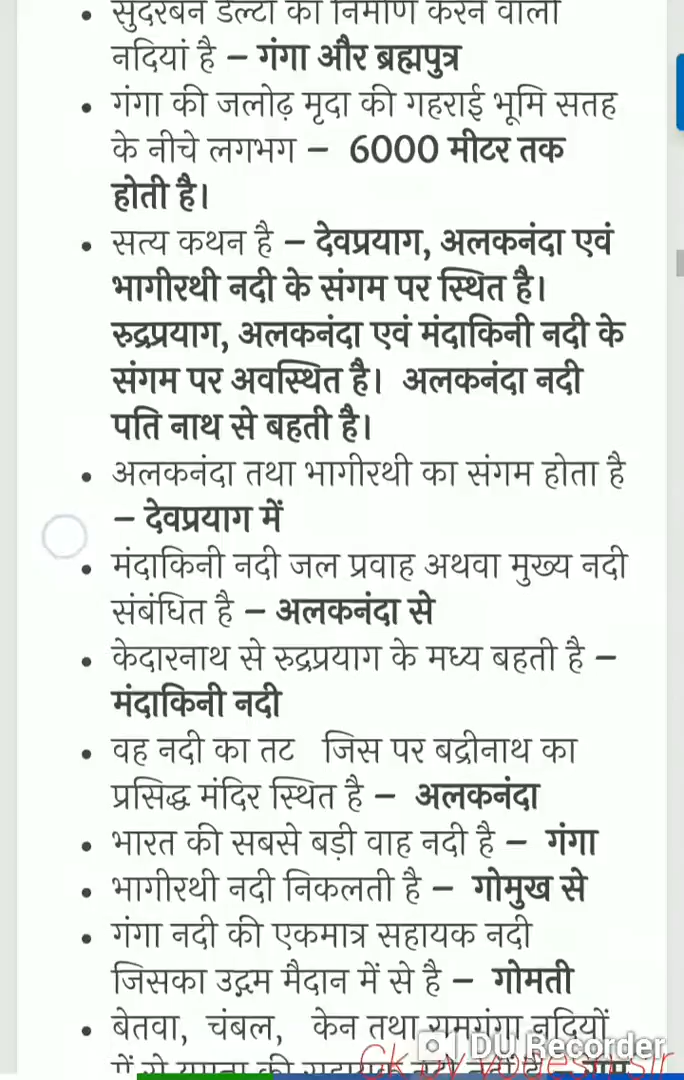 सुंदरबन डेल्टा का निर्माण करने वाली
नदियां है – गंगा और ब्रह्मपुत्र
गंगा की जलोढ़ मृदा की गहराई भूमि सतह
के नीचे लगभग – 6000 मीटर तक
होती है।
सत्य कथन है – देवप्रयाग, अलकनंदा एवं
भागीरथी नदी के संगम पर स्थित है।
रुद्रप्रयाग, अलकनंदा एवं मंदाकिनी नदी के
संगम पर अवस्थित है। अलकनंदा नदी
पति नाथ से बहती है।
अलकनंदा तथा भागीरथी का संगम होता है
– देवप्रयाग में
मंदाकिनी नदी जल प्रवाह अथवा मुख्य नदी
संबंधित है – अलकनंदा से
केदारनाथ से रुद्रप्रयाग के मध्य बहती है –
मंदाकिनी नदी
वह नदी का तट जिस पर बद्रीनाथ का
प्रसिद्ध मंदिर स्थित है – अलकनंदा
भारत की सबसे बड़ी वाह नदी है – गंगा
भागीरथी नदी निकलती है – गोमुख से
गंगा नदी की एकमात्र सहायक नदी
जिसका उद्गम मैदान में से है – गोमती
बेतवा, चंबल, केन तथा रामगंगा नदियों
DU Recorder